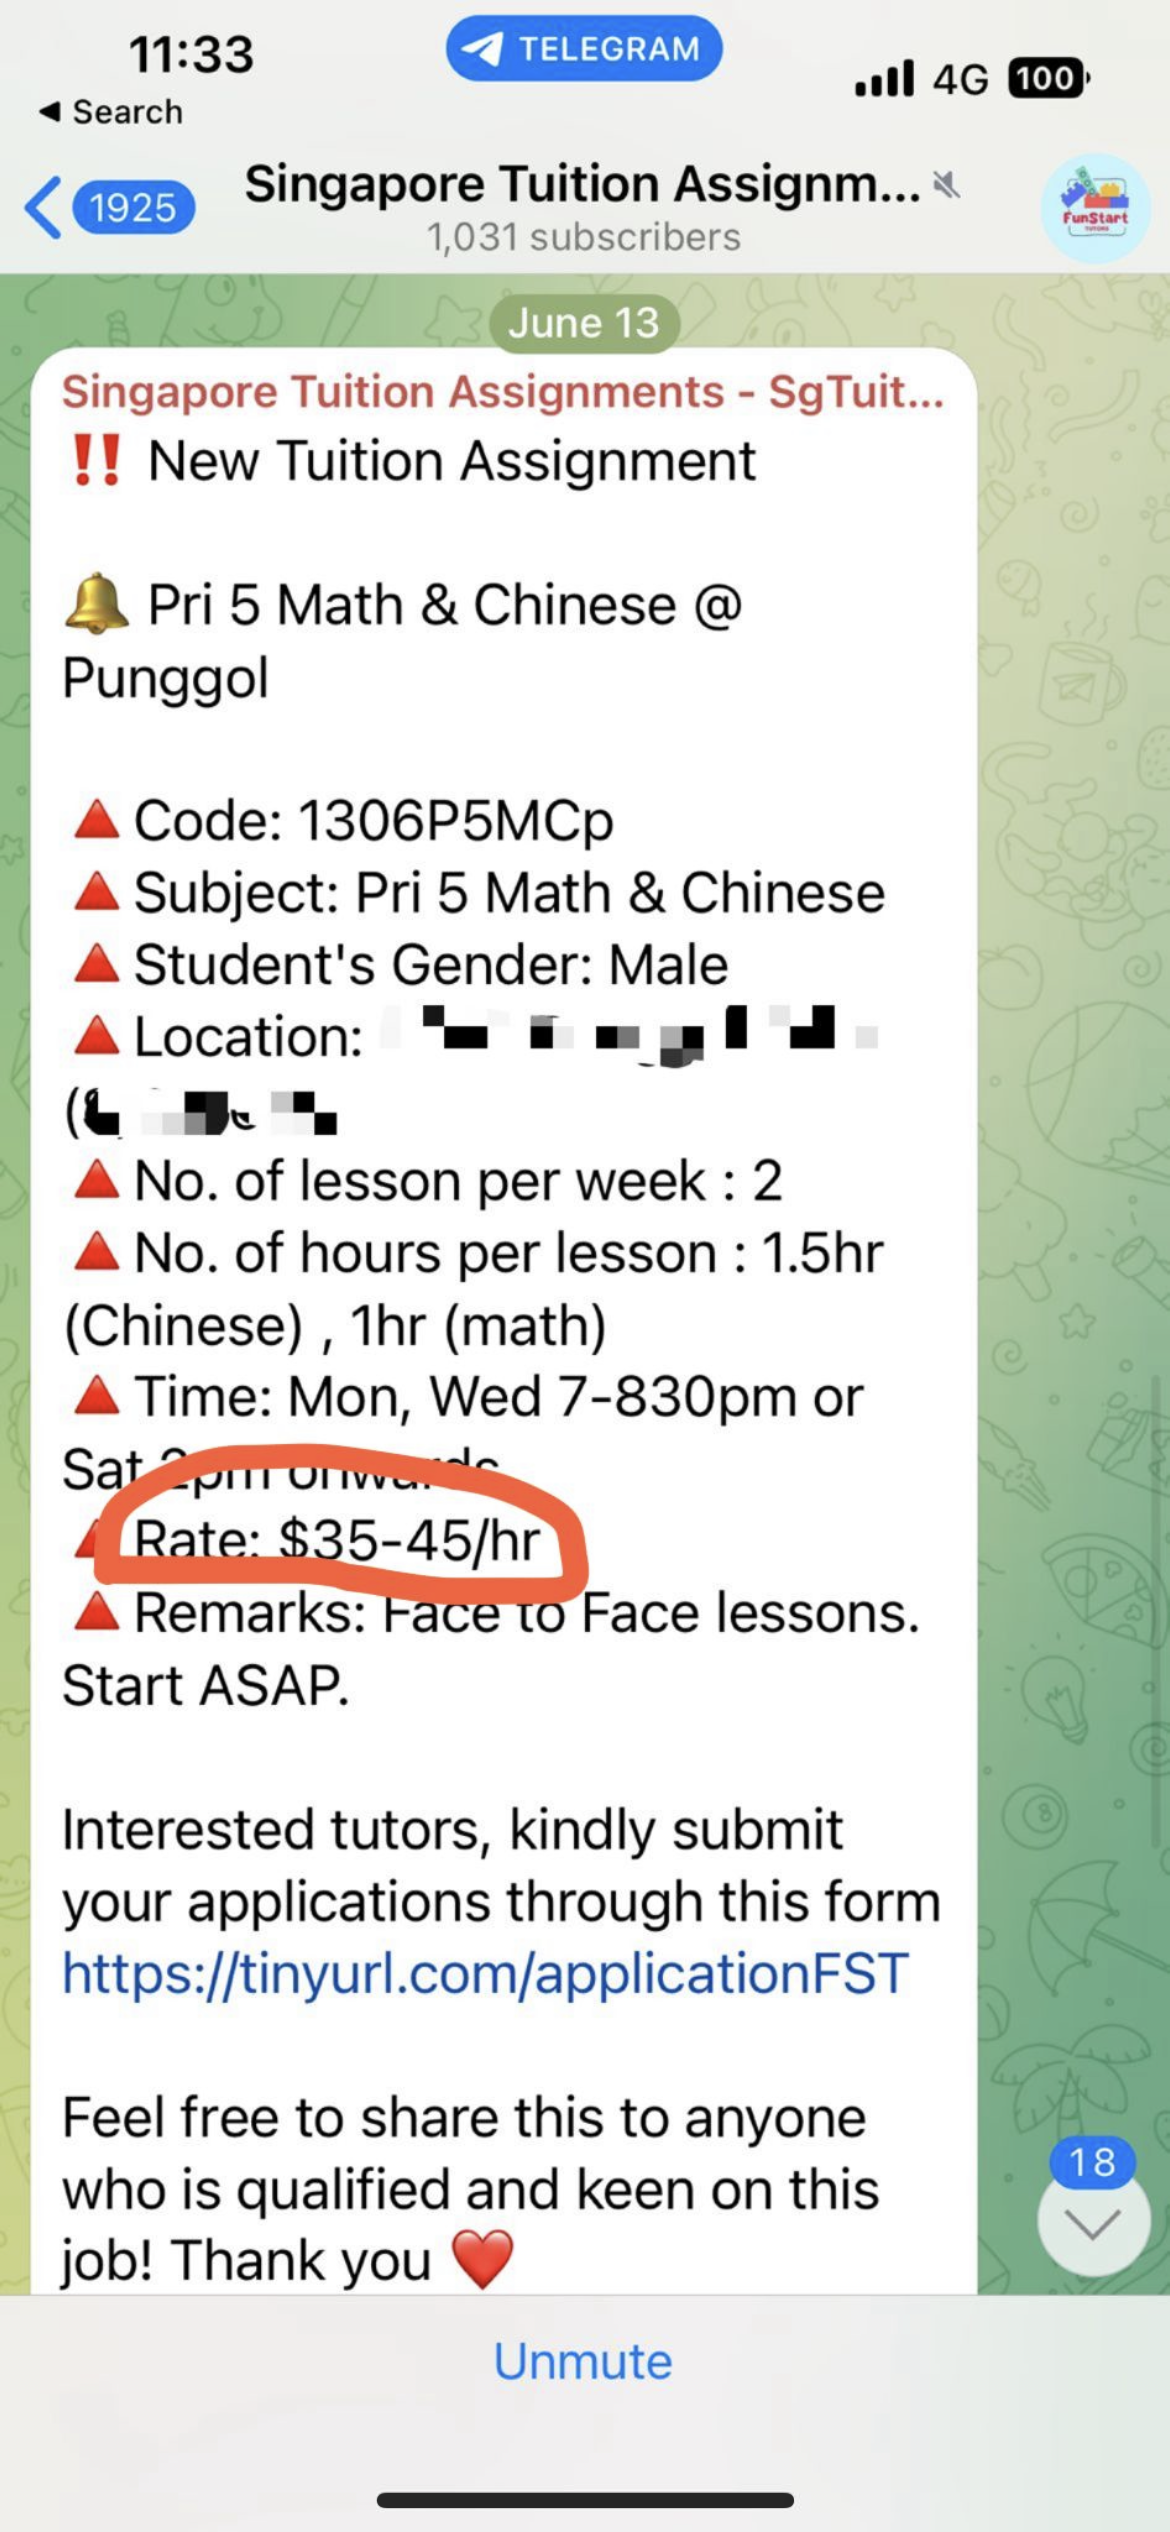 11:33
TELEGRAM
4G
100
Search
1925
Singapore Tuition Assignm...
1,031 subscribers
FunStart
TUTORS
June 13
Singapore Tuition Assignments - SgTuit...
‼️ New Tuition Assignment
🔔 Pri 5 Math & Chinese @
Punggol
🔺Code: 1306P5MCp
🔺Subject: Pri 5 Math & Chinese
🔺Student's Gender: Male
🔺Location:
(
🔺No. of lesson per week : 2
🔺No. of hours per lesson : 1.5hr
(Chinese) , 1hr (math)
🔺Time: Mon, Wed 7-830pm or
Sat 2pm onwards
🔺Rate: $35-45/hr
🔺Remarks: Face to Face lessons.
Start ASAP.
Interested tutors, kindly submit
your applications through this form
https://tinyurl.com/applicationFST
Feel free to share this to anyone
who is qualified and keen on this
job! Thank you ❤️
18
Unmute